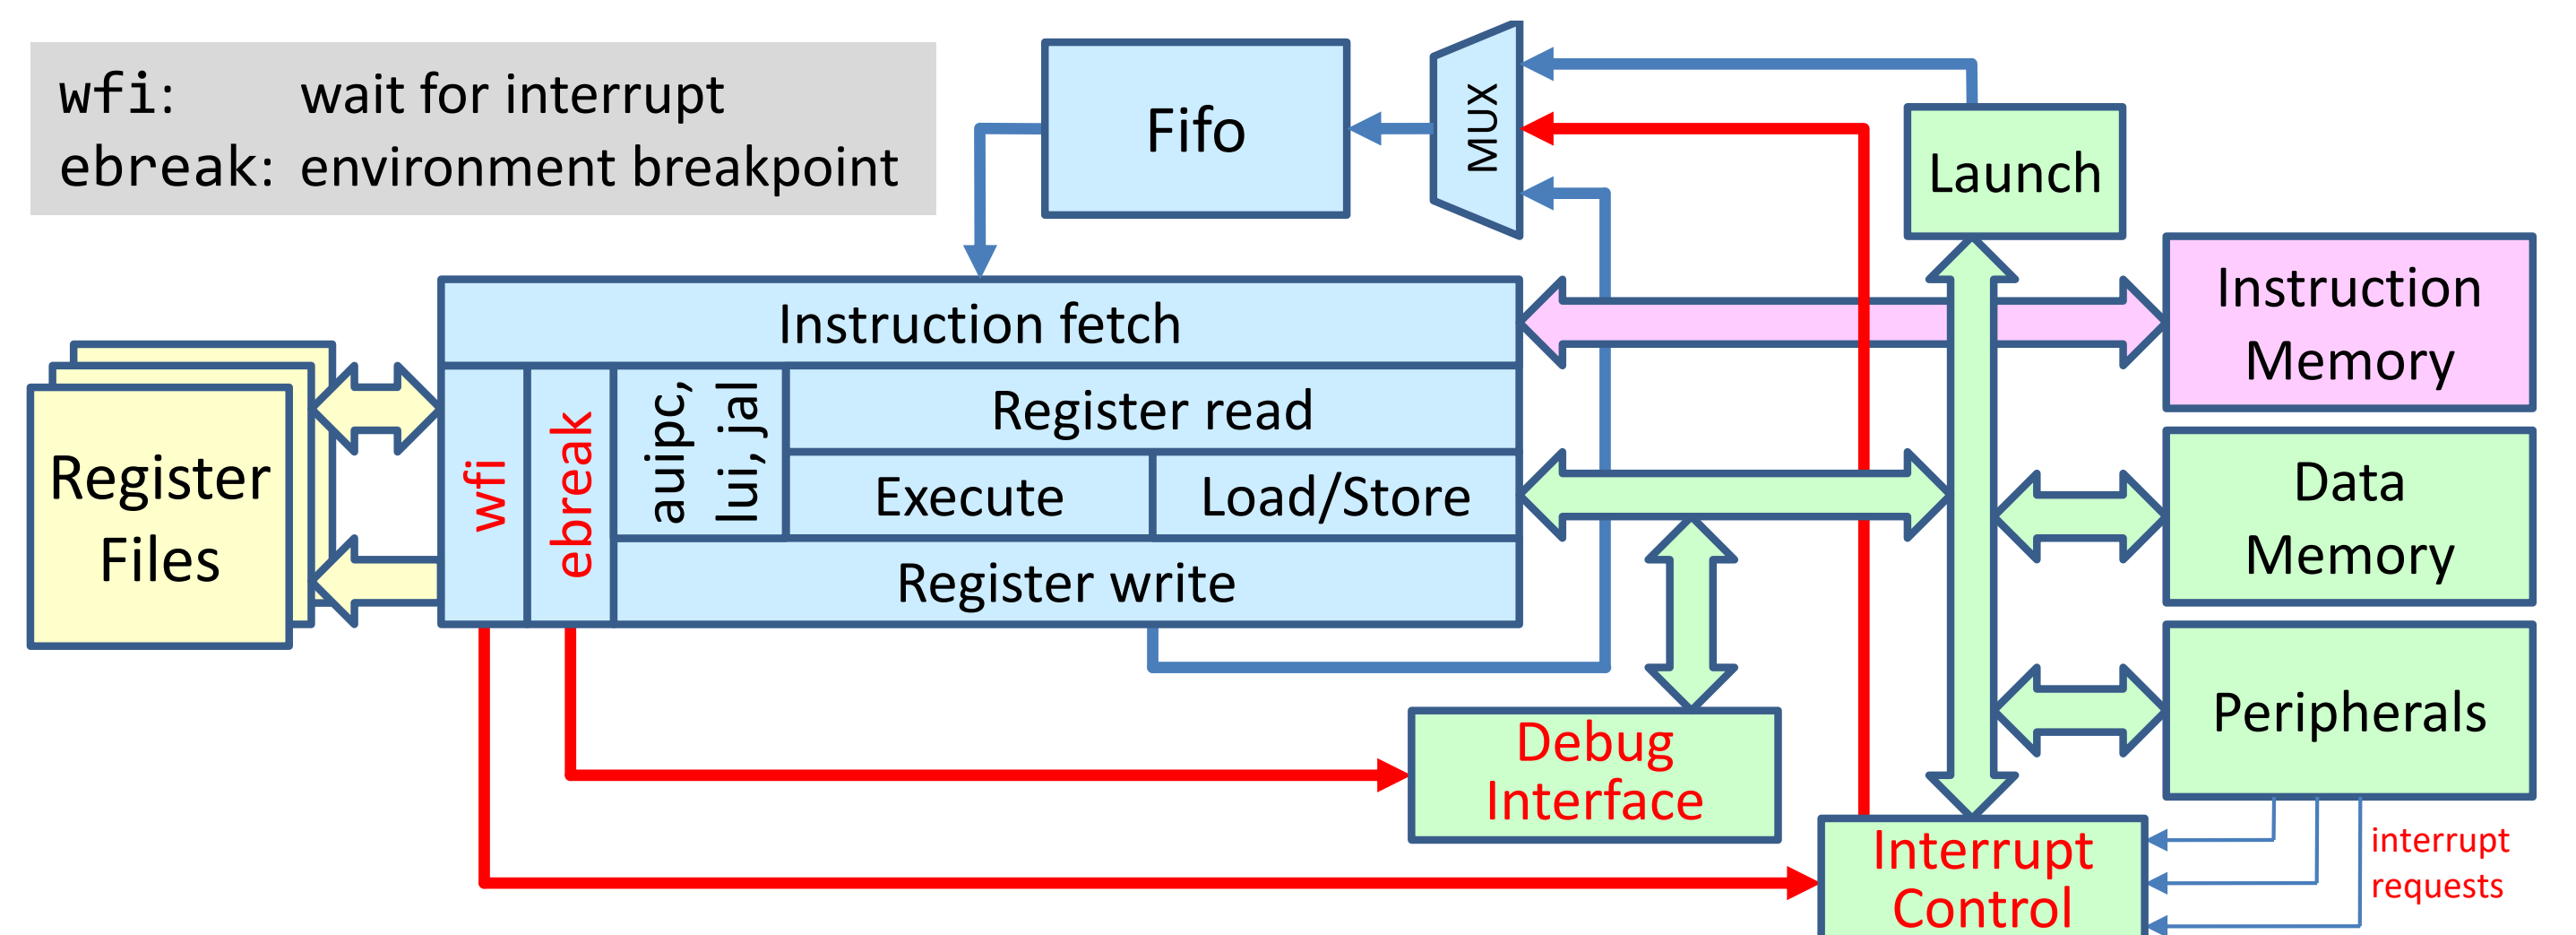 wfi: wait for interrupt
ebreak: environment breakpoint
Fifo
MUX
Launch
Instruction
Memory
Instruction fetch
Register
Files
wfi
ebreak
auipc,
lui, jal
Register read
Execute
Load/Store
Register write
Data
Memory
Peripherals
Debug
Interface
Interrupt
Control
interrupt
requests